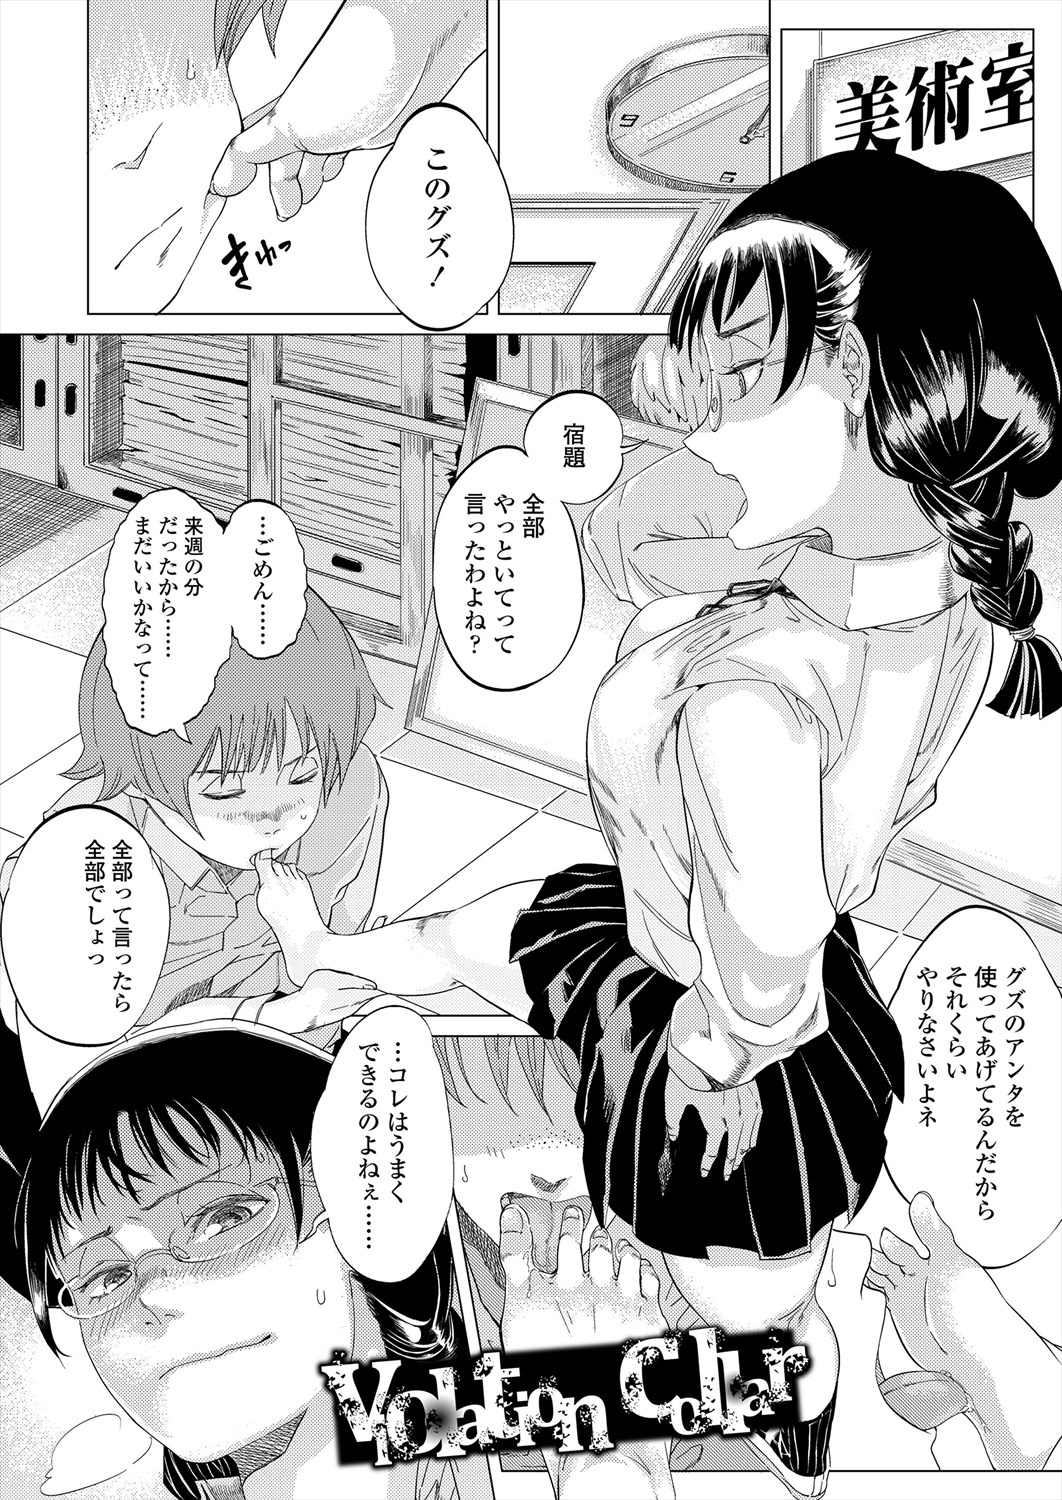 美術室
9
6
このグズ！
きゅっ
宿題
全部
やっといてって
言ったわよね？
…ごめん……
来週の分
だったから……
まだいいかなって……
全部って言ったら
全部でしょっ
グズのアンタを
使ってあげてるんだから
それくらい
やりなさいよネ
…コレはうまく
できるのよねぇ……
Violation Collar